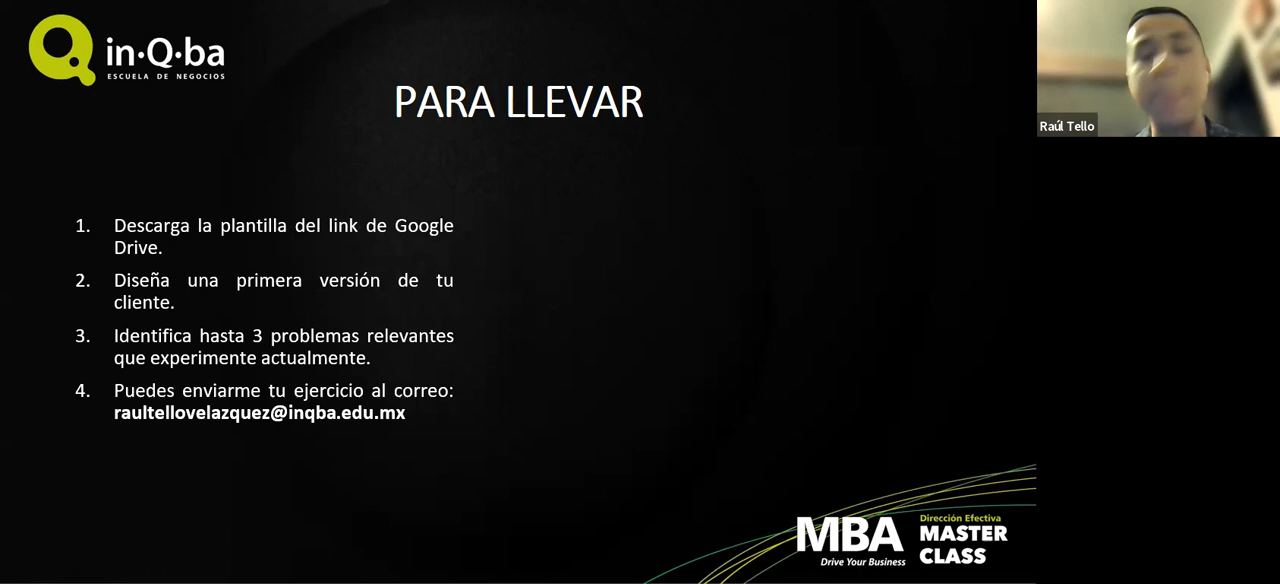 in·Q·ba
ESCUELA DE NEGOCIOS
PARA LLEVAR
Raúl Tello
1. Descarga la plantilla del link de Google
Drive.
2. Diseña una primera versión de tu
cliente.
3. Identifica hasta 3 problemas relevantes
que experimente actualmente.
4. Puedes enviarme tu ejercicio al correo:
raultellovelazquez@inqba.edu.mx
MBA
Drive Your Business
Dirección Efectiva
MASTER
CLASS